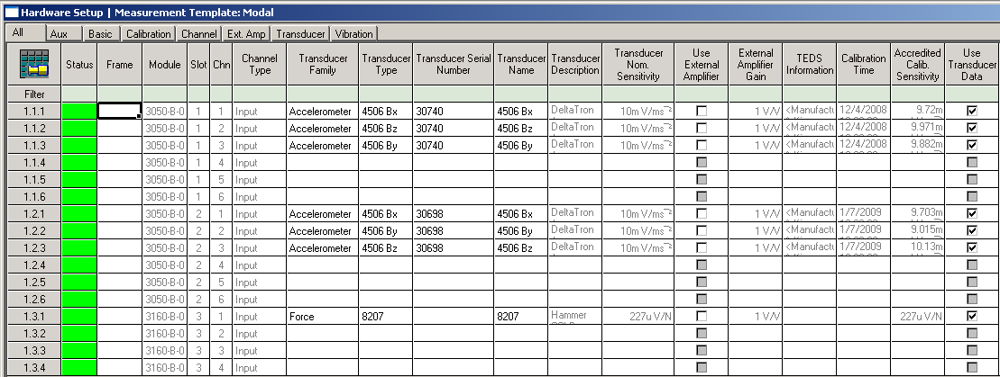 Hardware Setup | Measurement Template: Modal
All Aux Basic Calibration Channel Ext. Amp Transducer Vibration
Status Frame Module Slot Chn Channel Type Transducer Family Transducer Type Transducer Serial Number Transducer Name Transducer Description Transducer Nom. Sensitivity Use External Amplifier External Amplifier Gain TEDS Information Calibration Time Accredited Calib. Sensitivity Use Transducer Data
Filter
1.1.1 3050-B-0 1 1 Input Accelerometer 4506 Bx 30740 4506 Bx DeltaTron 10m V/ms⁻² 1 V/V <Manufactu 12/4/2008 9.72m
1.1.2 3050-B-0 1 2 Input Accelerometer 4506 Bz 30740 4506 Bz DeltaTron 10m V/ms⁻² 1 V/V <Manufactu 12/4/2008 9.971m
1.1.3 3050-B-0 1 3 Input Accelerometer 4506 By 30740 4506 By DeltaTron 10m V/ms⁻² 1 V/V <Manufactu 12/4/2008 9.882m
1.1.4 3050-B-0 1 4 Input
1.1.5 3050-B-0 1 5 Input
1.1.6 3050-B-0 1 6 Input
1.2.1 3050-B-0 2 1 Input Accelerometer 4506 Bx 30698 4506 Bx DeltaTron 10m V/ms⁻² 1 V/V <Manufactu 1/7/2009 9.703m
1.2.2 3050-B-0 2 2 Input Accelerometer 4506 By 30698 4506 By DeltaTron 10m V/ms⁻² 1 V/V <Manufactu 1/7/2009 9.015m
1.2.3 3050-B-0 2 3 Input Accelerometer 4506 Bz 30698 4506 Bz DeltaTron 10m V/ms⁻² 1 V/V <Manufactu 1/7/2009 10.13m
1.2.4 3050-B-0 2 4 Input
1.2.5 3050-B-0 2 5 Input
1.2.6 3050-B-0 2 6 Input
1.3.1 3160-B-0 3 1 Input Force 8207 8207 Hammer 227u V/N 1 V/V 227u V/N
1.3.2 3160-B-0 3 2 Input
1.3.3 3160-B-0 3 3 Input
1.3.4 3160-B-0 3 4 Input